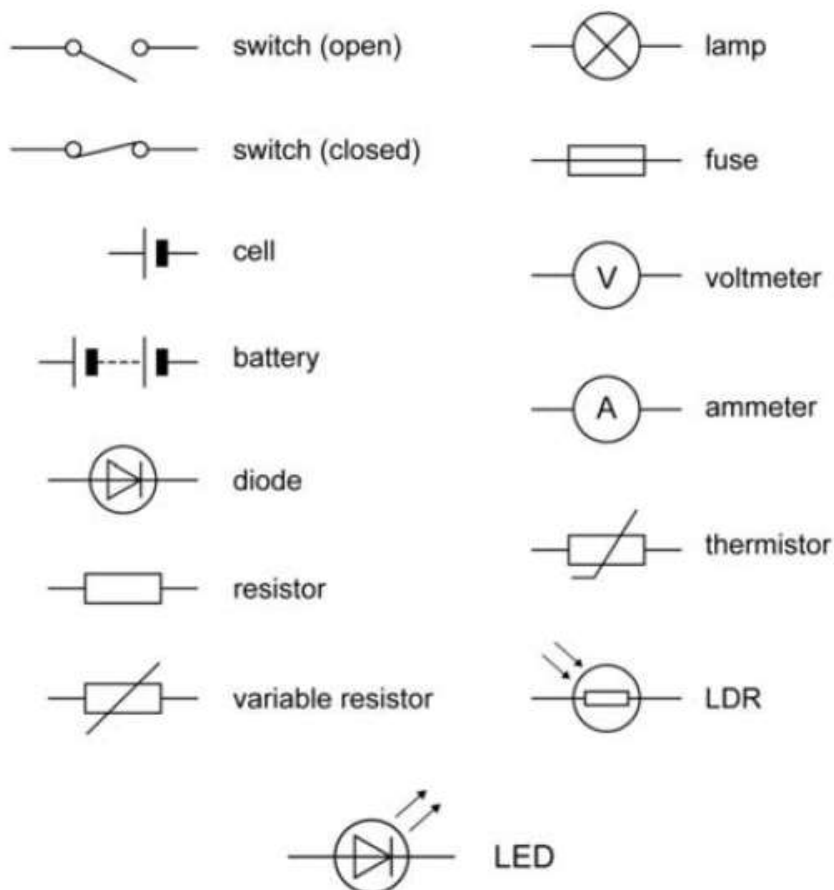 switch (open)
switch (closed)
cell
battery
diode
resistor
variable resistor
lamp
fuse
V
voltmeter
A
ammeter
thermistor
LDR
LED